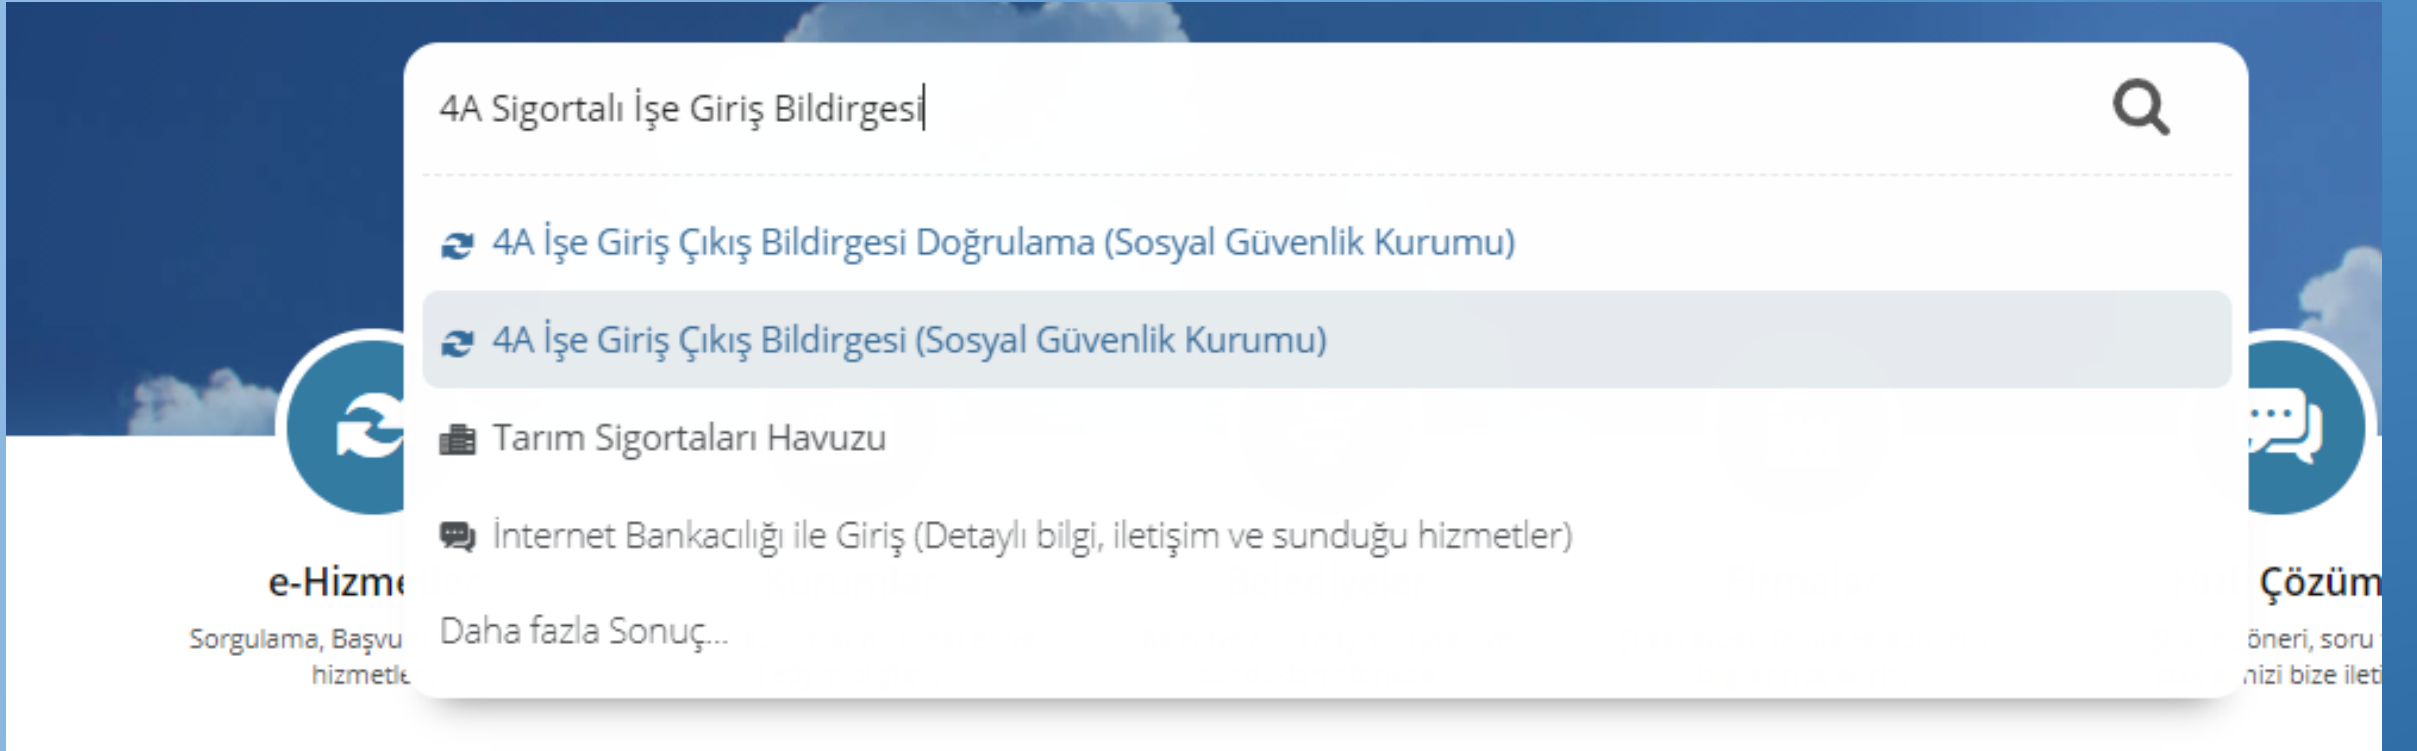 4A Sigortalı İşe Giriş Bildirgesi
4A İşe Giriş Çıkış Bildirgesi Doğrulama (Sosyal Güvenlik Kurumu)
4A İşe Giriş Çıkış Bildirgesi (Sosyal Güvenlik Kurumu)
Tarım Sigortaları Havuzu
İnternet Bankacılığı ile Giriş (Detaylı bilgi, iletişim ve sunduğu hizmetler)
Daha fazla Sonuç...
e-Hizme
Sorgulama, Başvu
hizmetle
Çözüm
öneri, soru
bize ileti